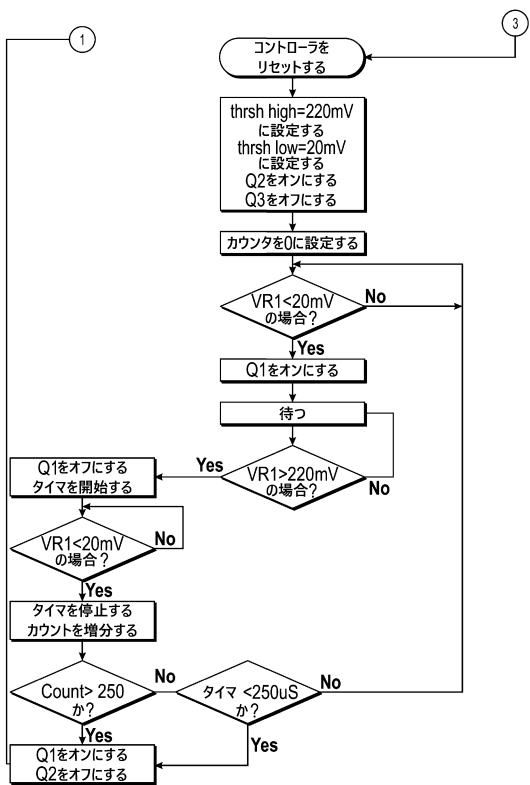 1
3
コントローラを
リセットする
thrsh high=220mV
に設定する
thrsh low=20mV
に設定する
Q2をオンにする
Q3をオフにする
カウンタを0に設定する
VR1<20mV
の場合?
No
Yes
Q1をオンにする
待つ
VR1>220mV
の場合?
Yes
No
Q1をオフにする
タイマを開始する
VR1<20mV
の場合?
No
Yes
タイマを停止する
カウントを増分する
Count> 250
か?
No
Yes
タイマ <250uS
か?
No
Yes
Q1をオンにする
Q2をオフにする